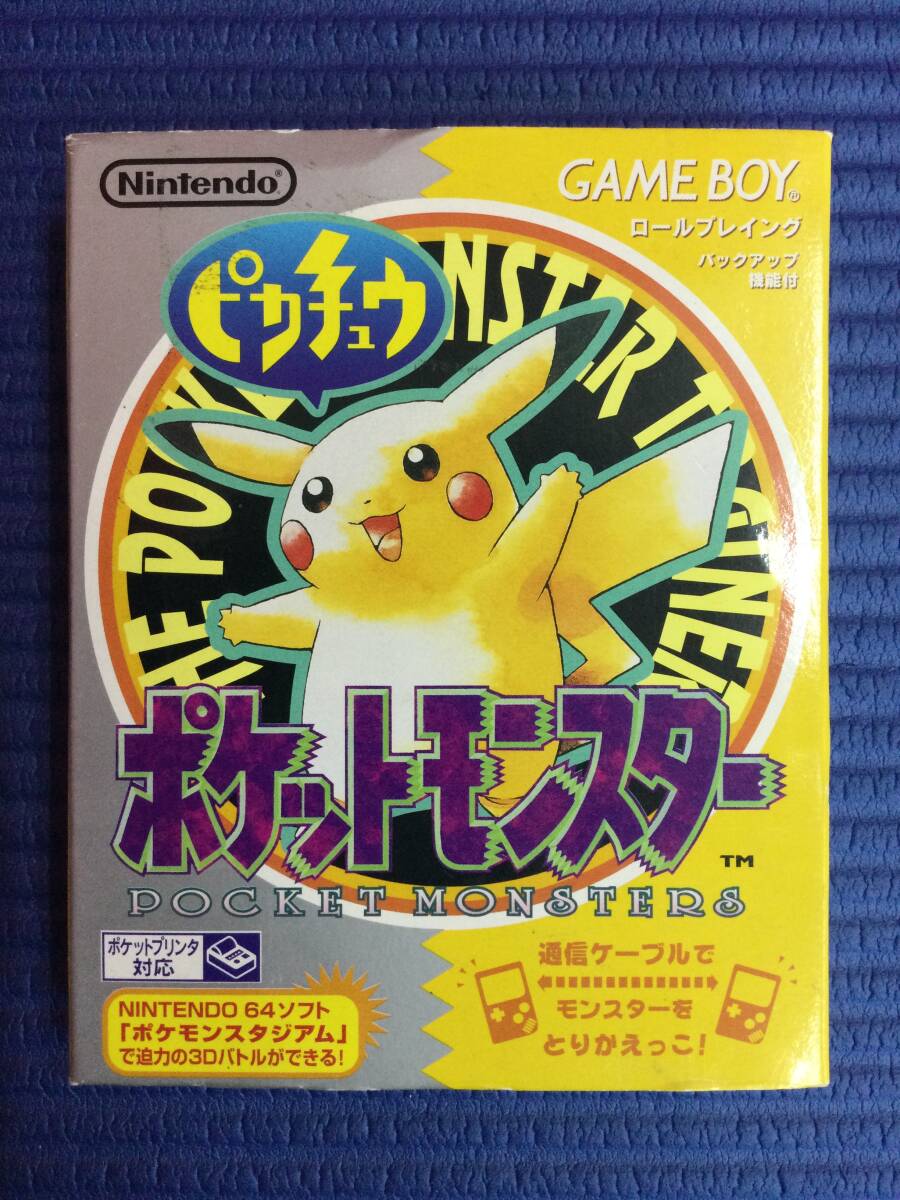 Nintendo®
GAME BOY®
ロールプレイング
バックアップ
機能付
ピカチュウ
THE POCKET MONSTER TRAINER
ポケットモンスター
TM
POCKET MONSTERS
ポケットプリンタ
対応
NINTENDO 64ソフト
「ポケモンスタジアム」
で迫力の3Dバトルができる!
通信ケーブルで
モンスターを
とりかえっこ!